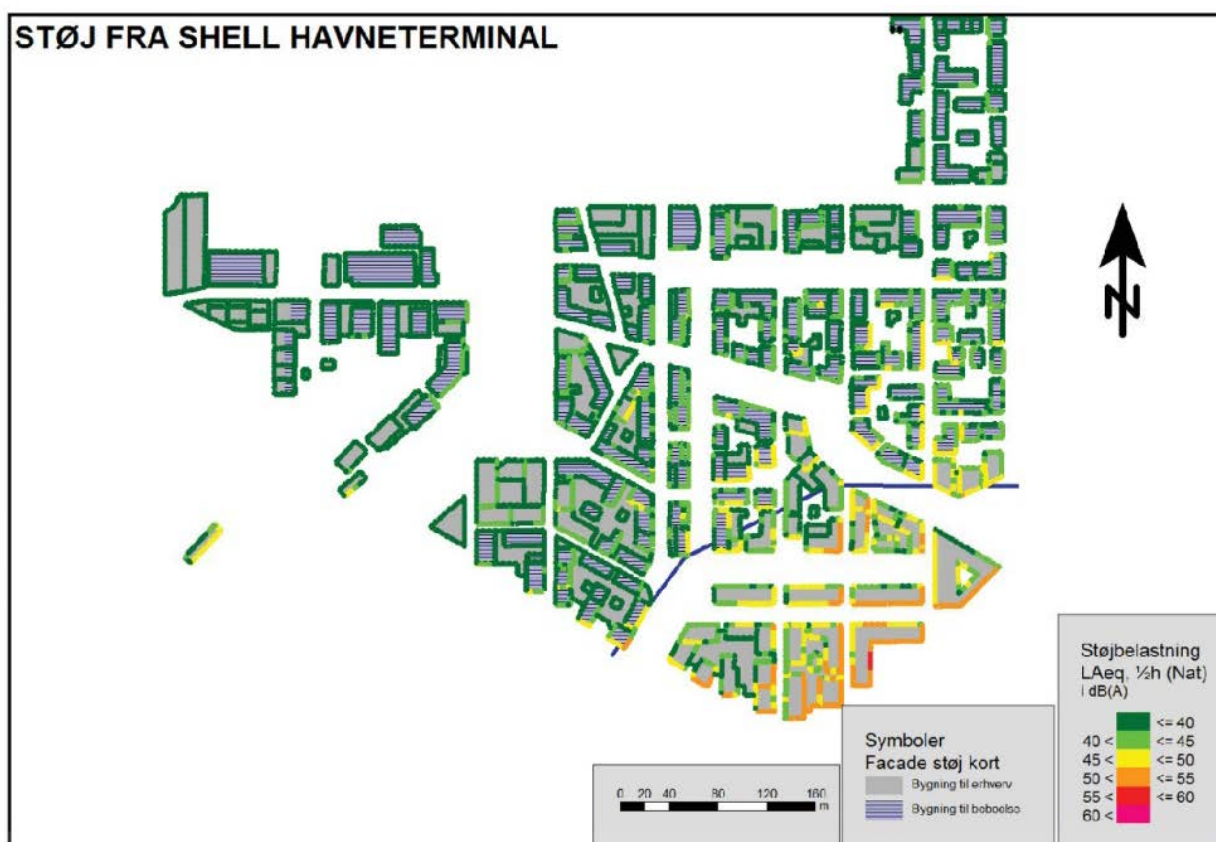 STØJ FRA SHELL HAVNETERMINAL
N
Støjbelastning
LAeq, ½h (Nat)
i dB(A)
<= 40
40 < <= 45
45 < <= 50
50 < <= 55
55 < <= 60
60 <
Symboler
Facade støj kort
Bygning til erhverv
Bygning til beboelse
0 20 40 80 120 160
m